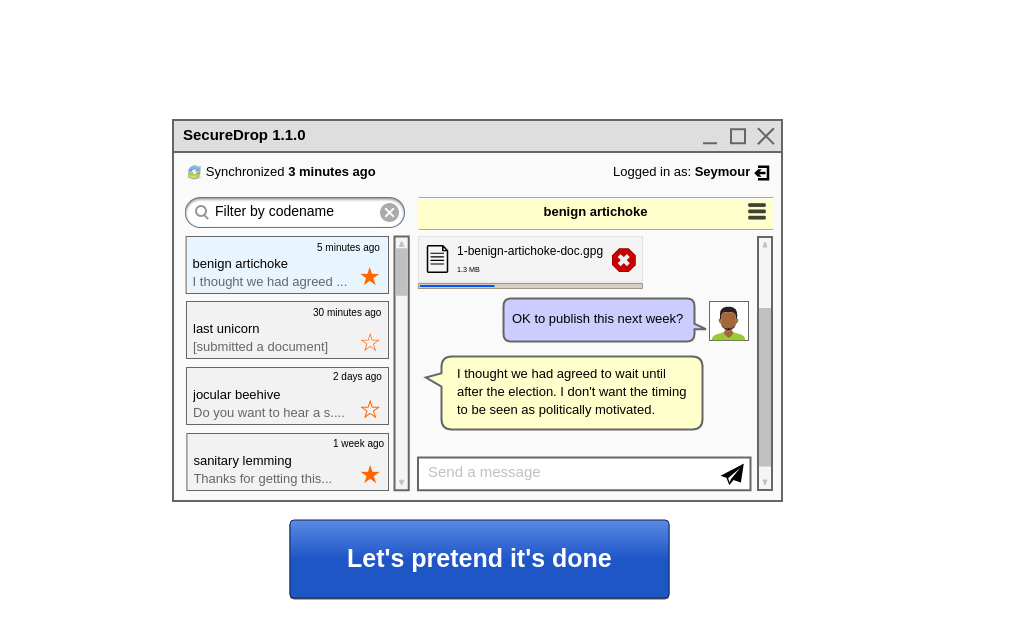 SecureDrop 1.1.0
Synchronized 3 minutes ago
Logged in as: Seymour
Filter by codename
benign artichoke
5 minutes ago
benign artichoke
I thought we had agreed ...
30 minutes ago
last unicorn
[submitted a document]
2 days ago
jocular beehive
Do you want to hear a s....
1 week ago
sanitary lemming
Thanks for getting this...
1-benign-artichoke-doc.gpg
1.3 MB
OK to publish this next week?
I thought we had agreed to wait until
after the election. I don't want the timing
to be seen as politically motivated.
Send a message
Let's pretend it's done